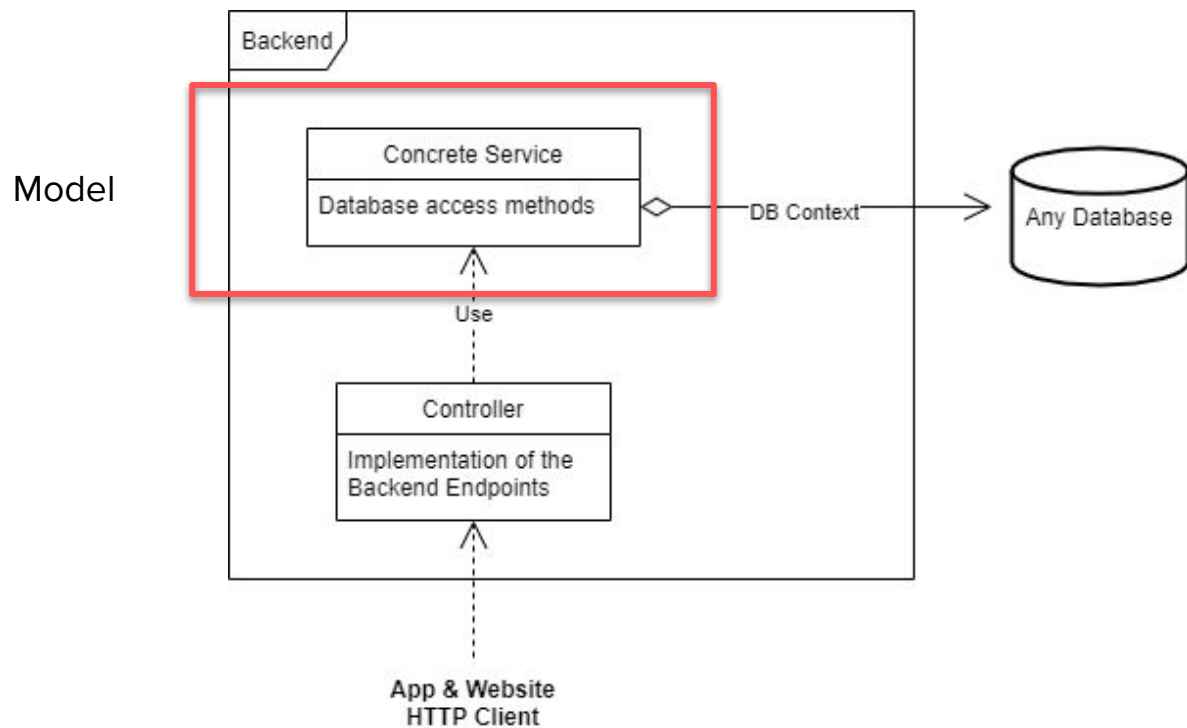 Backend
Concrete Service
Model
Database access methods
DB Context
Any Database
Use
Controller
Implementation of the
Backend Endpoints
App & Website
HTTP Client